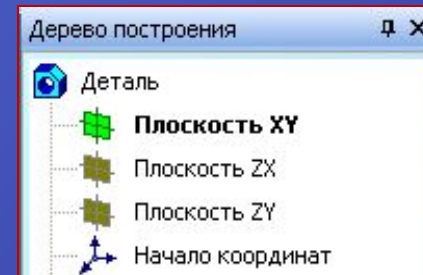 Дерево построения
Деталь
Плоскость XY
Плоскость ZX
Плоскость ZY
Начало координат